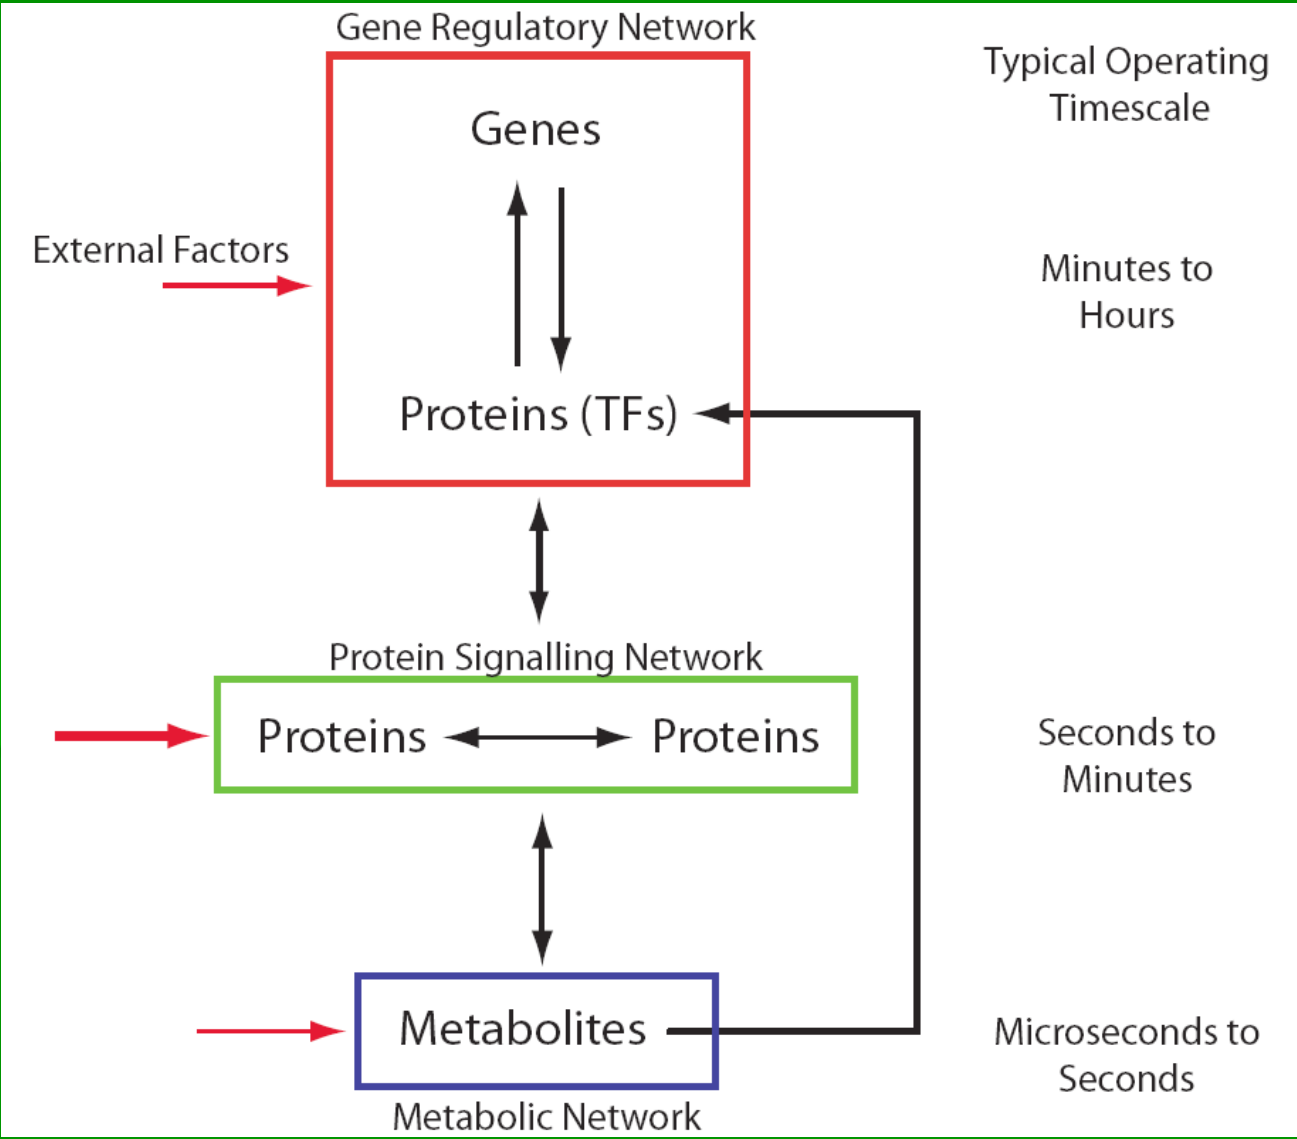 Gene Regulatory Network
Typical Operating
Timescale
Genes
External Factors
Minutes to
Hours
Proteins (TFs)
Protein Signalling Network
Proteins
Proteins
Seconds to
Minutes
Metabolites
Microseconds to
Seconds
Metabolic Network